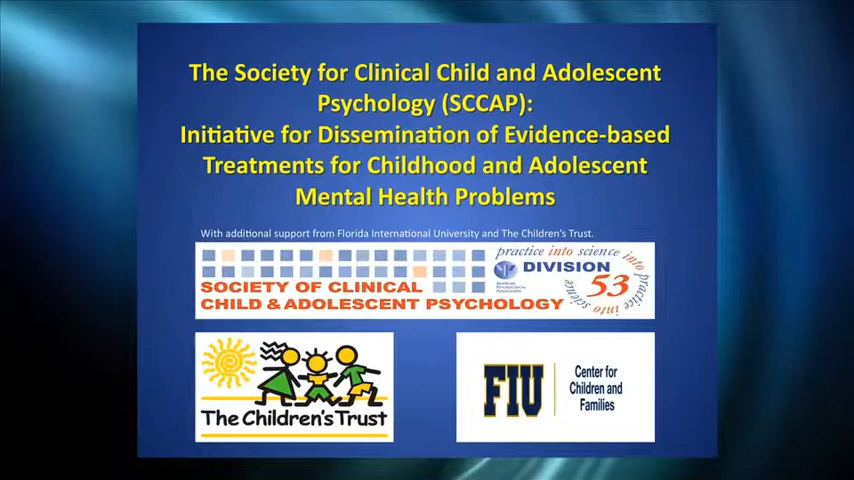 The Society for Clinical Child and Adolescent
Psychology (SCCAP):
Initiative for Dissemination of Evidence-based
Treatments for Childhood and Adolescent
Mental Health Problems
With additional support from Florida International University and The Children's Trust.
practice into science
into practice into science
DIVISION
53
AMERICAN
PSYCHOLOGICAL
ASSOCIATION
SOCIETY OF CLINICAL
CHILD & ADOLESCENT PSYCHOLOGY
The Children's Trust
FIU
Center for
Children and
Families